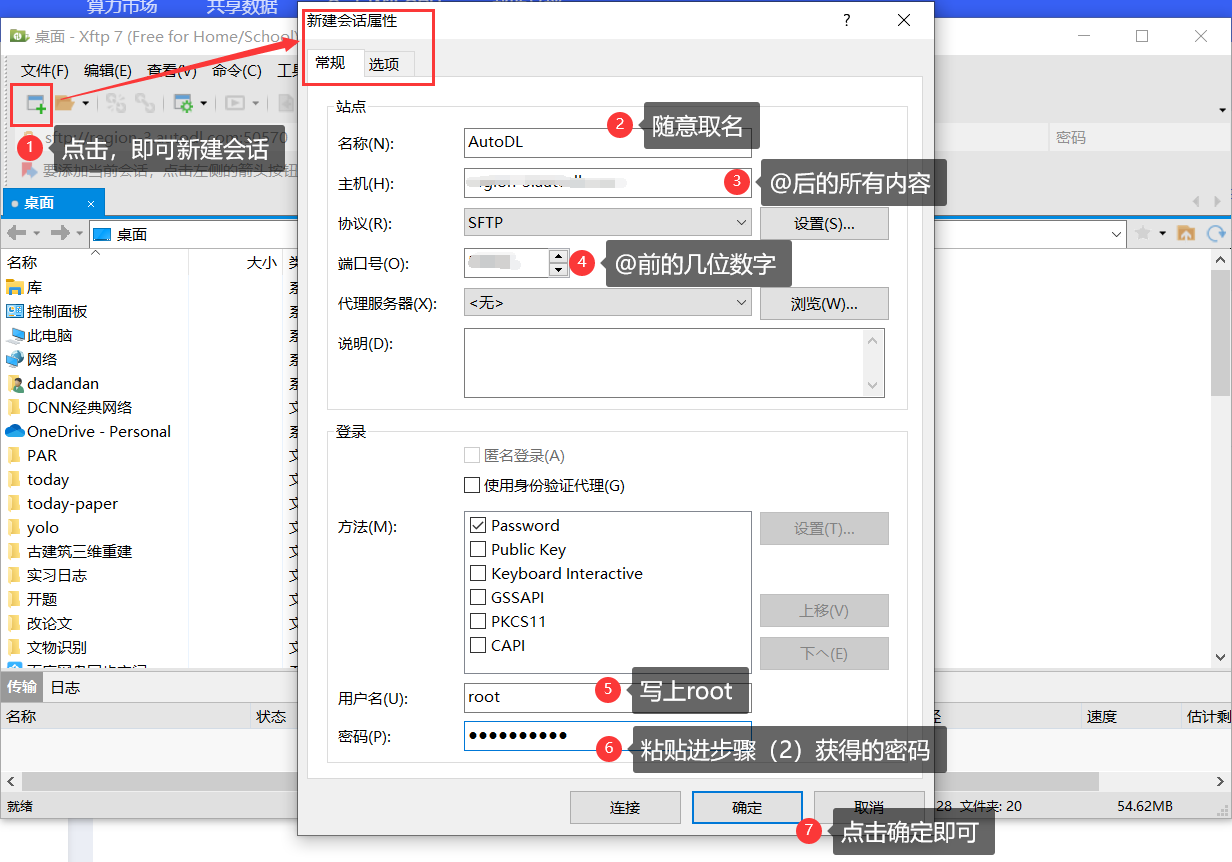 算力市场
共享数据
桌面 - Xftp 7 (Free for Home/School)
文件(F)
编辑(E)
查看(V)
命令(C)
sftp://region-3.autodl.com:50570
密码
1
点击，即可新建会话
要添加当前会话，点击左侧的箭头按钮
桌面
×
桌面
名称
大小
库
控制面板
此电脑
网络
dadandan
DCNN经典网络
OneDrive - Personal
PAR
today
today-paper
yolo
古建筑三维重建
实习日志
开题
改论文
文物识别
传输
日志
名称
状态
速度
就绪
28 文件夹: 20
54.62MB
新建会话属性
?
常规
选项
站点
名称(N):
AutoDL
2
随意取名
主机(H):
3
@后的所有内容
协议(R):
SFTP
设置(S)...
端口号(O):
4
@前的几位数字
代理服务器(X):
<无>
浏览(W)...
说明(D):
登录
匿名登录(A)
使用身份验证代理(G)
方法(M):
Password
Public Key
Keyboard Interactive
GSSAPI
PKCS11
CAPI
设置(T)...
上移(V)
下へ(E)
用户名(U):
root
5
写上root
密码(P):
●●●●●●●●●●
6
粘贴进步骤（2）获得的密码
连接
确定
取消
7
点击确定即可